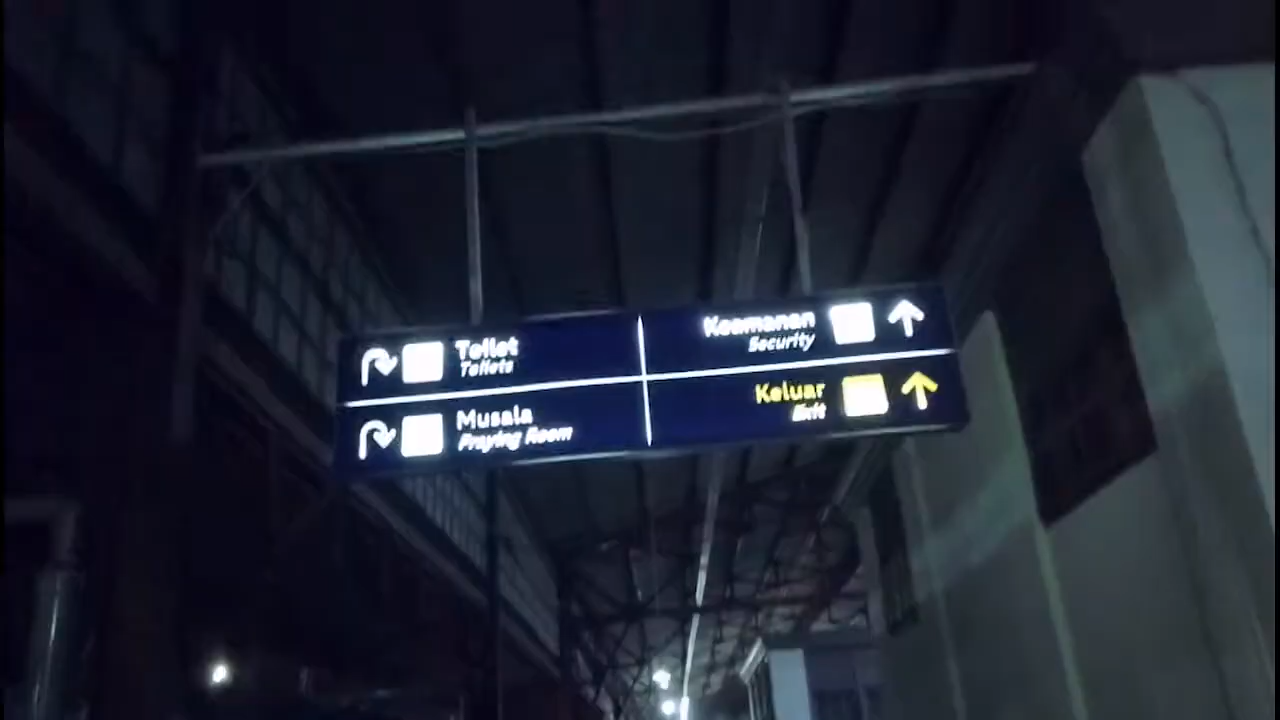 Toilet
Toilets
Musala
Praying Room
Keamanan
Security
Keluar
Exit